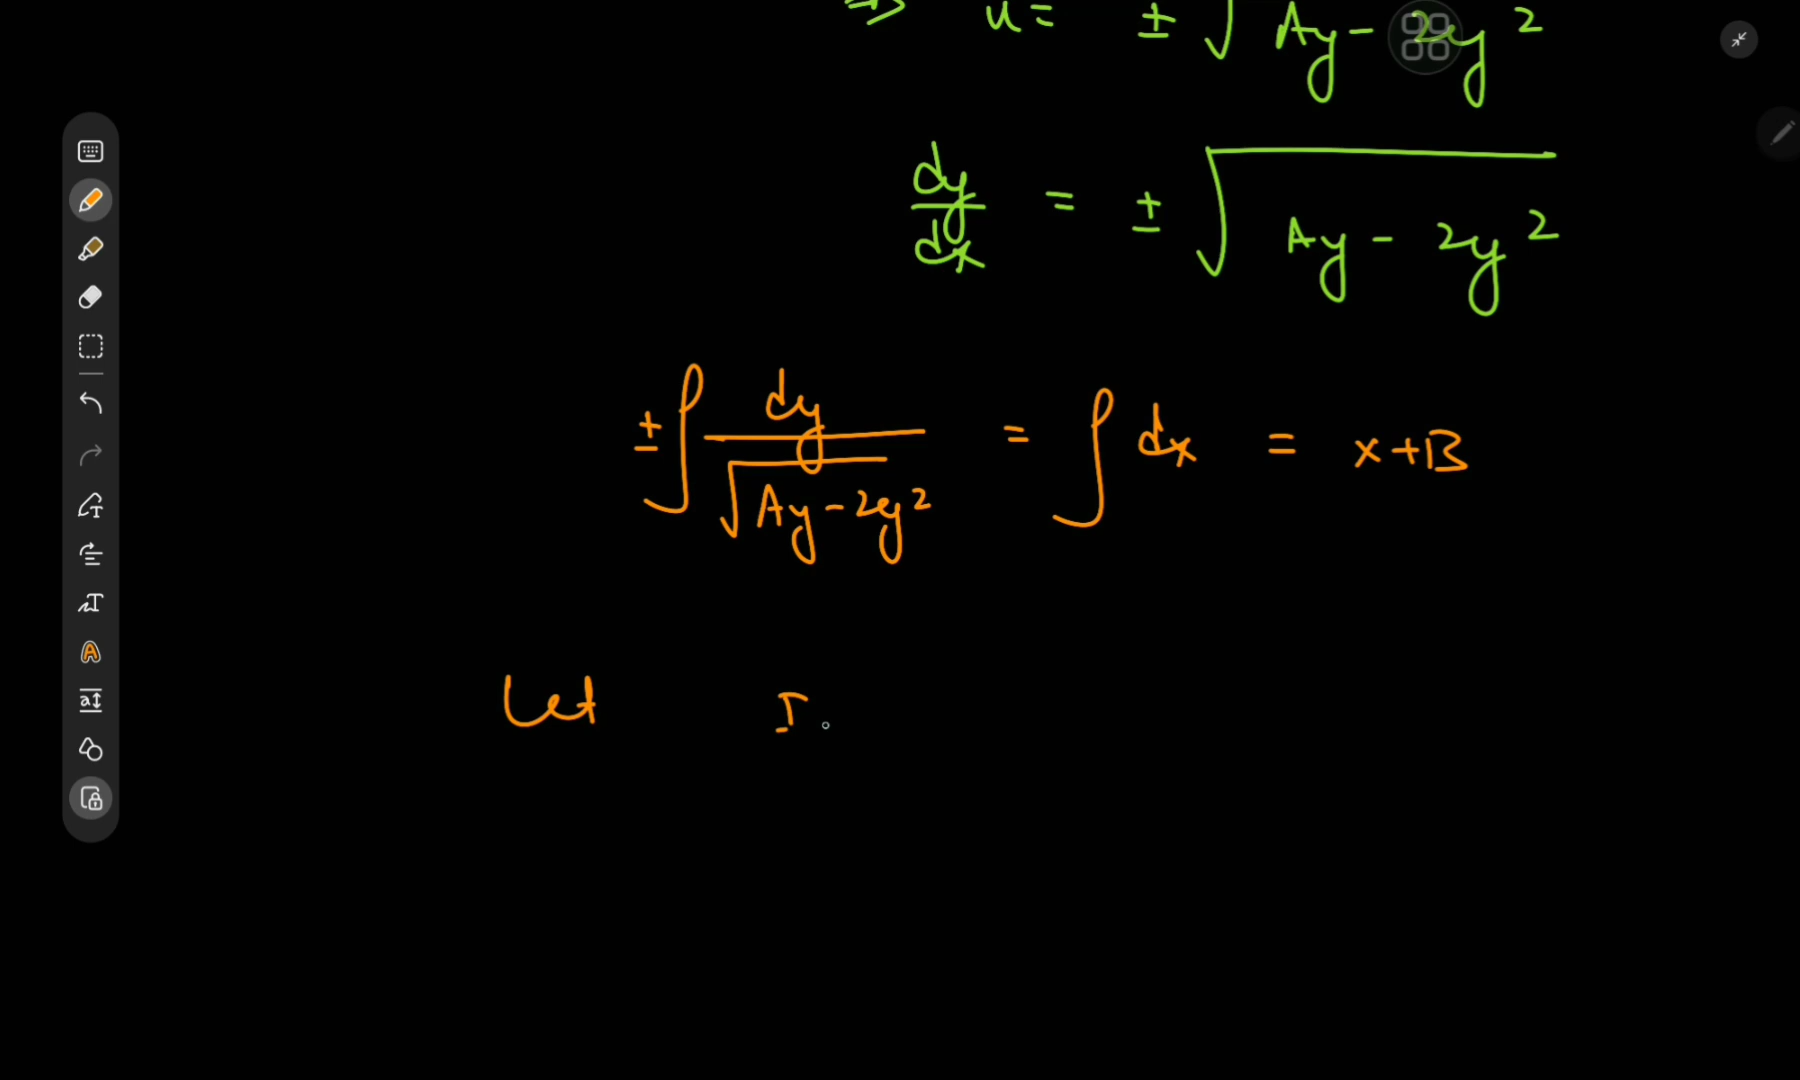 ⇒ u = ± √ Ay - 2y²
dy/dx = ± √ Ay - 2y²
± ∫ dy/√Ay-2y² = ∫ dx = x+B
Let I